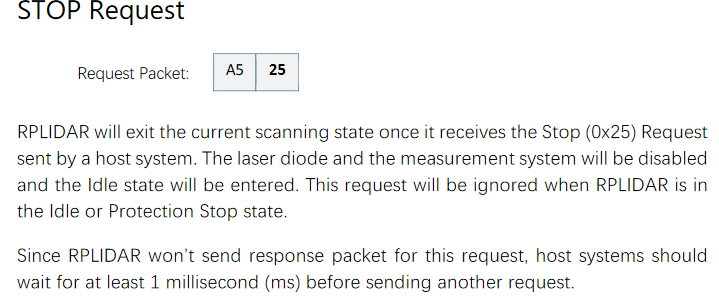 STOP Request
Request Packet: A5 25
RPLIDAR will exit the current scanning state once it receives the Stop (0x25) Request
sent by a host system. The laser diode and the measurement system will be disabled
and the Idle state will be entered. This request will be ignored when RPLIDAR is in
the Idle or Protection Stop state.
Since RPLIDAR won't send response packet for this request, host systems should
wait for at least 1 millisecond (ms) before sending another request.